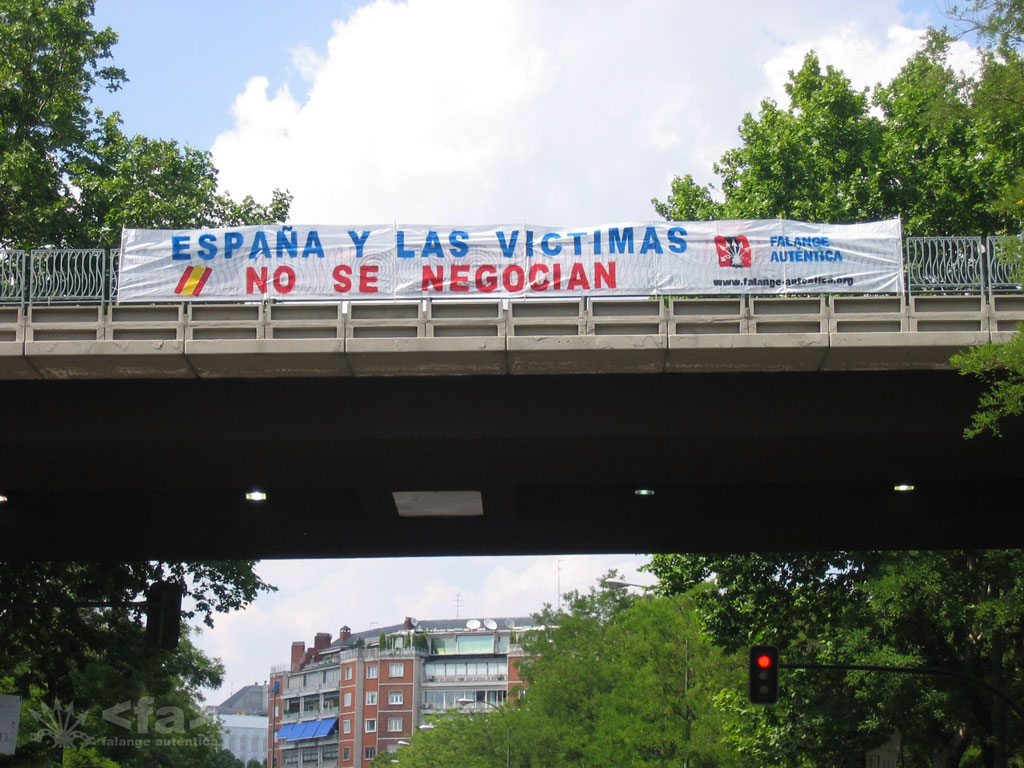 ESPAÑA Y LAS VICTIMAS
NO SE NEGOCIAN
FALANGE
AUTÉNTICA
www.falange-autentica.org
<fa>
falange auténtica